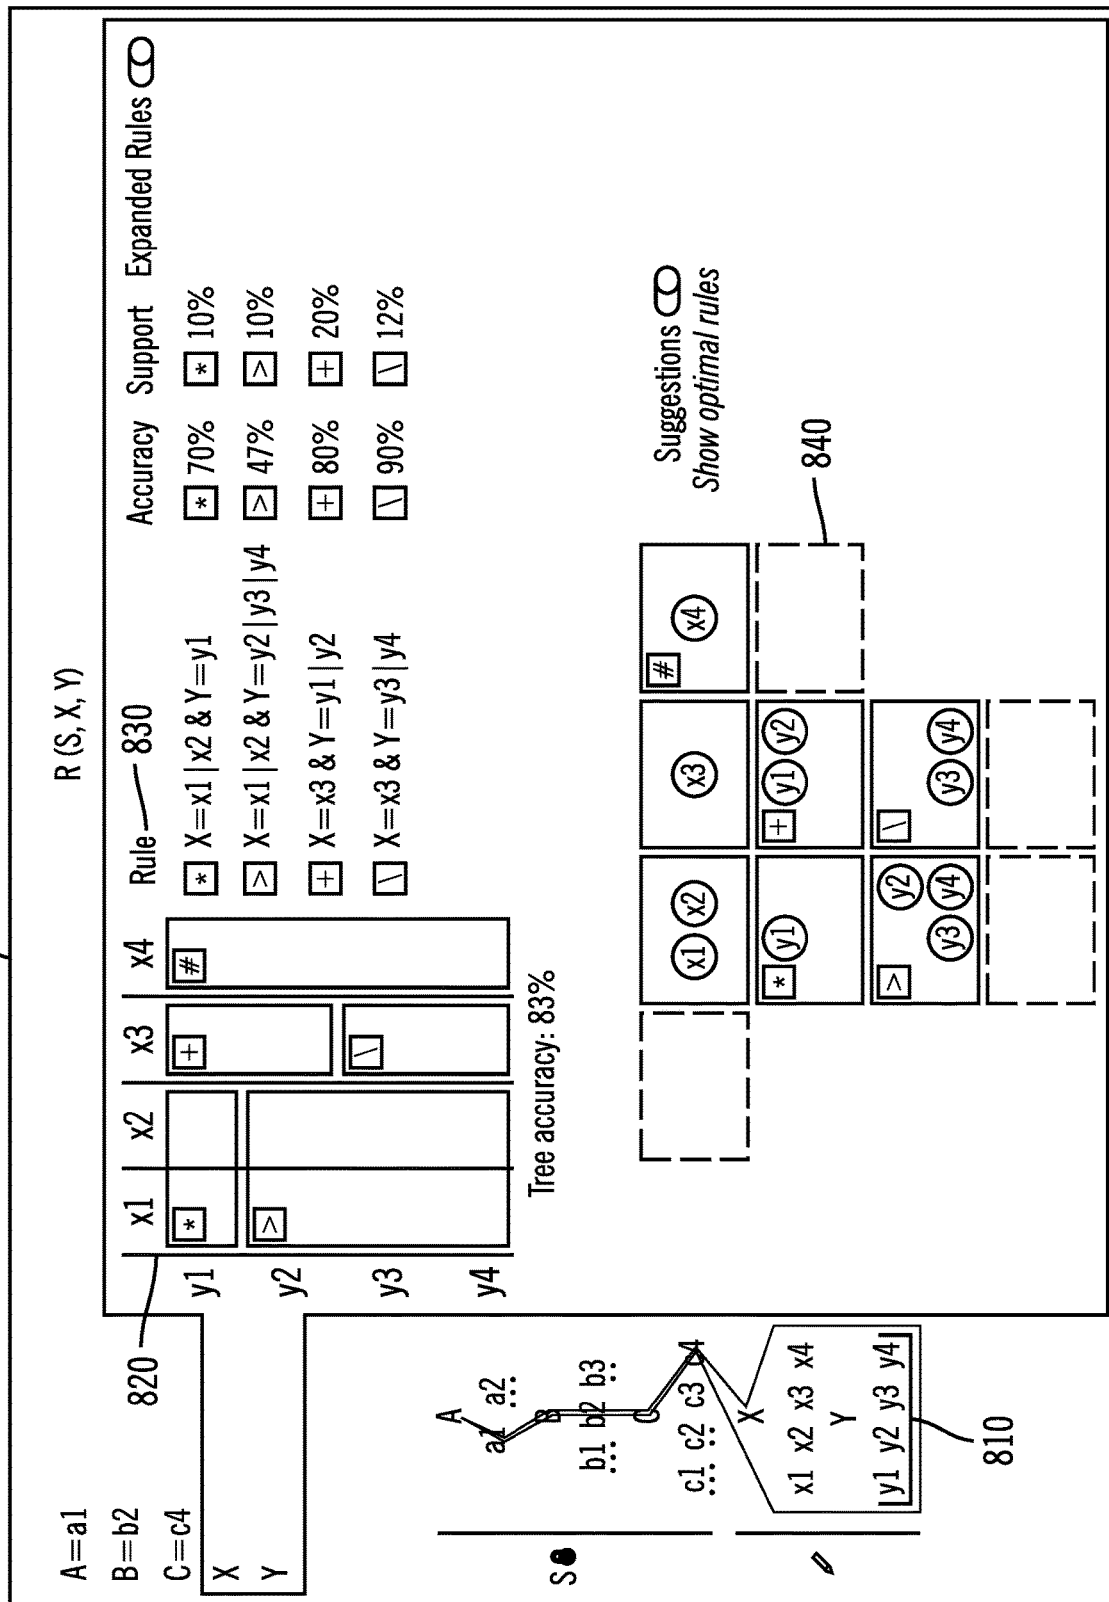 R (S, X, Y)
A=a1
B=b2
C=c4
X
Y
820
x1 x2 x3 x4
y1 * + #
y2 >
y3 \
y4
Tree accuracy: 83%
Rule 830 Accuracy Support Expanded Rules
* X=x1|x2 & Y=y1 * 70% * 10%
> X=x1|x2 & Y=y2|y3|y4 > 47% > 10%
+ X=x3 & Y=y1|y2 + 80% + 20%
\ X=x3 & Y=y3|y4 \ 90% \ 12%
S
A
a1 a2
...
B
b1 b2 b3
... ..
C
c1 c2 c3 C4
... ..
X
x1 x2 x3 x4
Y
y1 y2 y3 y4
810
Suggestions
Show optimal rules
x1 x2 x3 # x4
* y1 + y1 y2
840
> y2 y3 y4 \ y3 y4